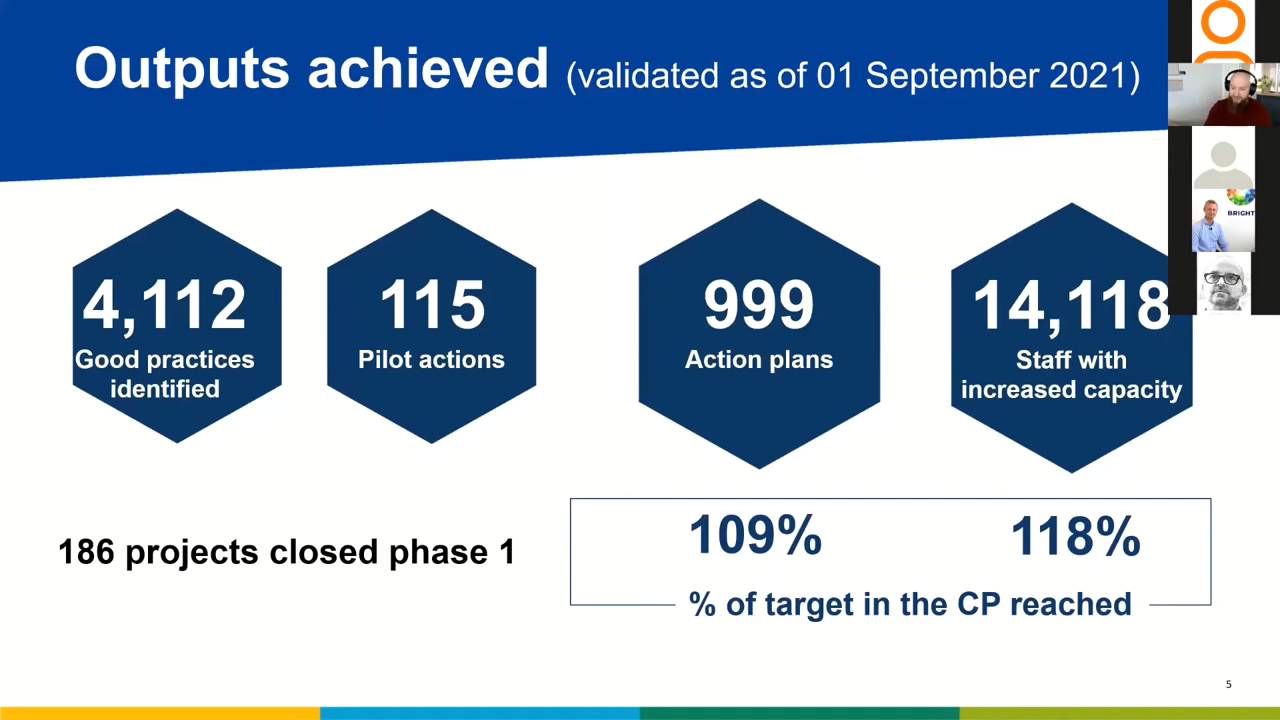 Outputs achieved (validated as of 01 September 2021)
BRIGHT
4,112
Good practices
identified
115
Pilot actions
999
Action plans
14,118
Staff with
increased capacity
186 projects closed phase 1
109%
118%
% of target in the CP reached
5